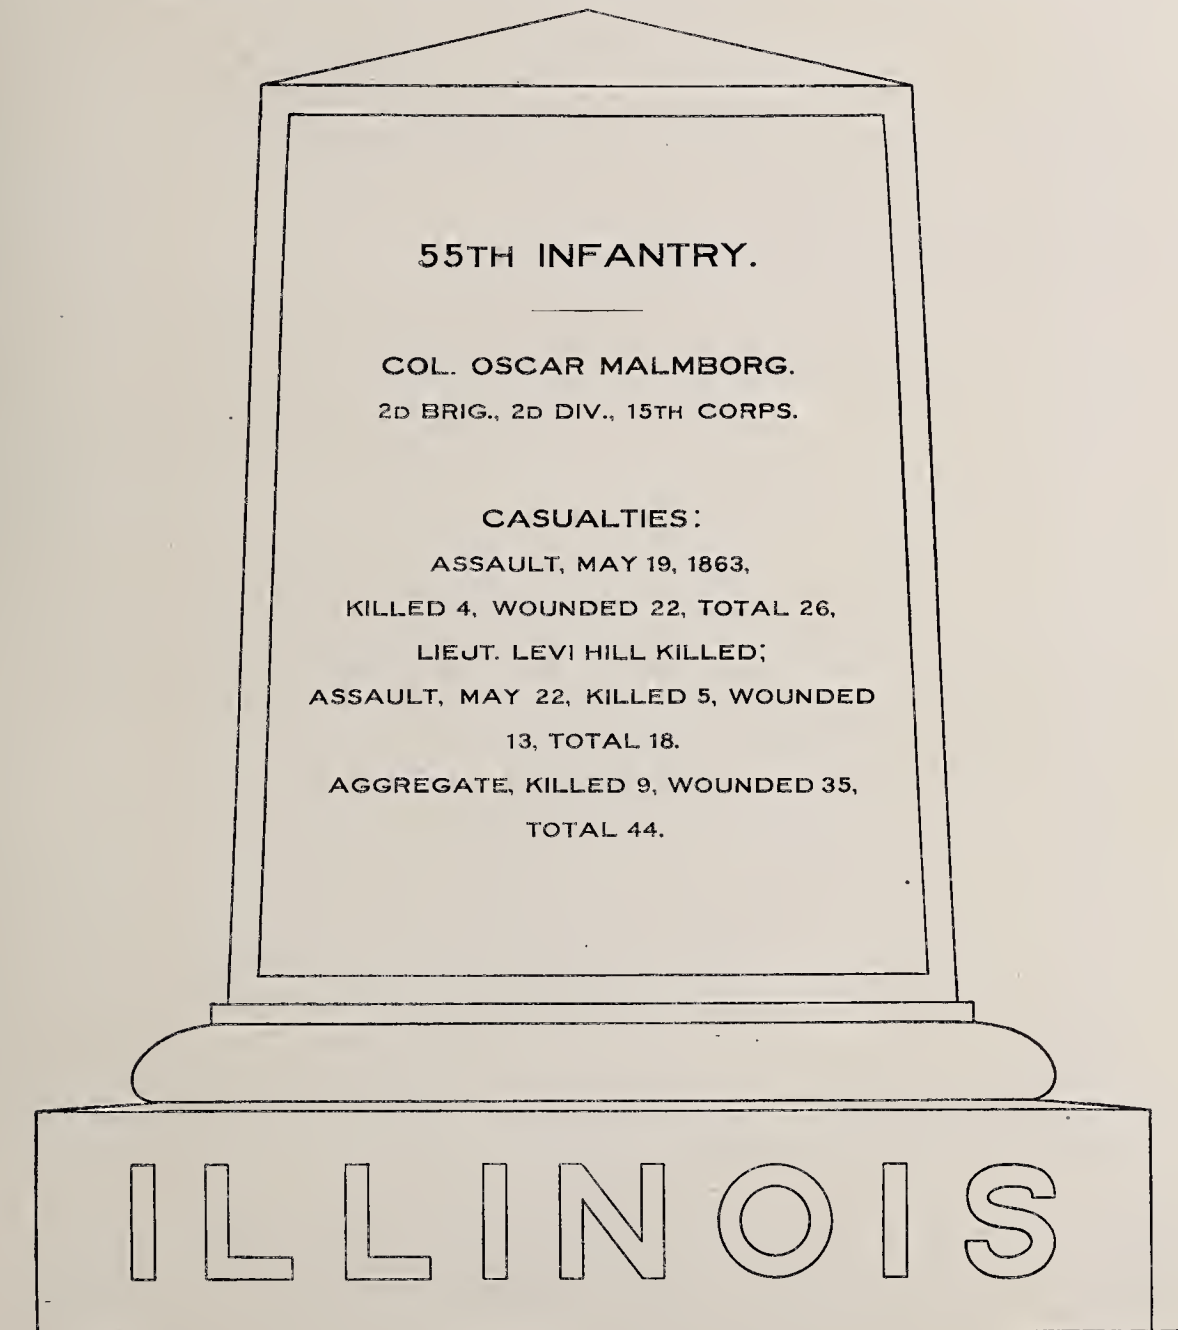 55TH INFANTRY.
COL. OSCAR MALMBORG.
2D BRIG., 2D DIV., 15TH CORPS.
CASUALTIES:
ASSAULT, MAY 19, 1863,
KILLED 4, WOUNDED 22, TOTAL 26,
LIEUT. LEVI HILL KILLED;
ASSAULT, MAY 22, KILLED 5, WOUNDED
13, TOTAL 18.
AGGREGATE, KILLED 9, WOUNDED 35,
TOTAL 44.
ILLINOIS